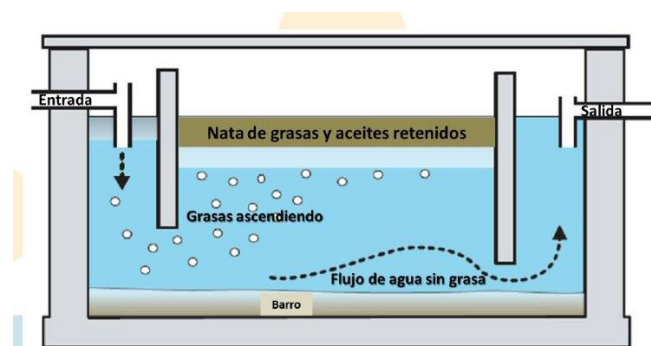 Entrada
Salida
Nata de grasas y aceites retenidos
Grasas ascendiendo
Flujo de agua sin grasa
Barro